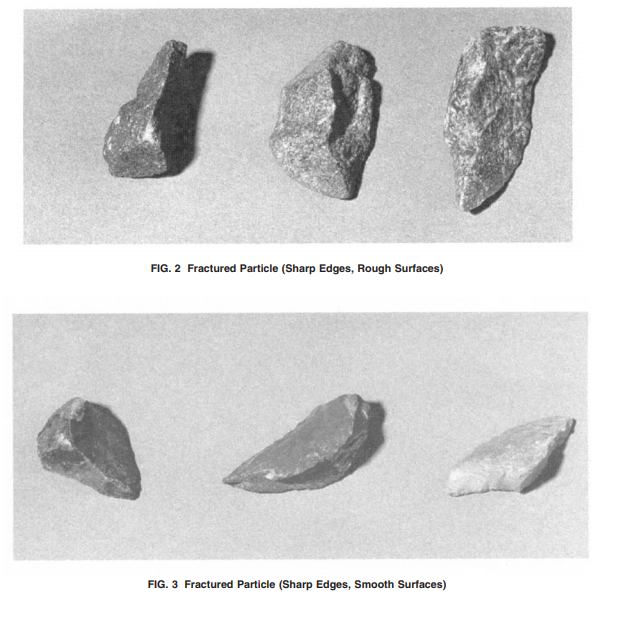 FIG. 2 Fractured Particle (Sharp Edges, Rough Surfaces)
FIG. 3 Fractured Particle (Sharp Edges, Smooth Surfaces)